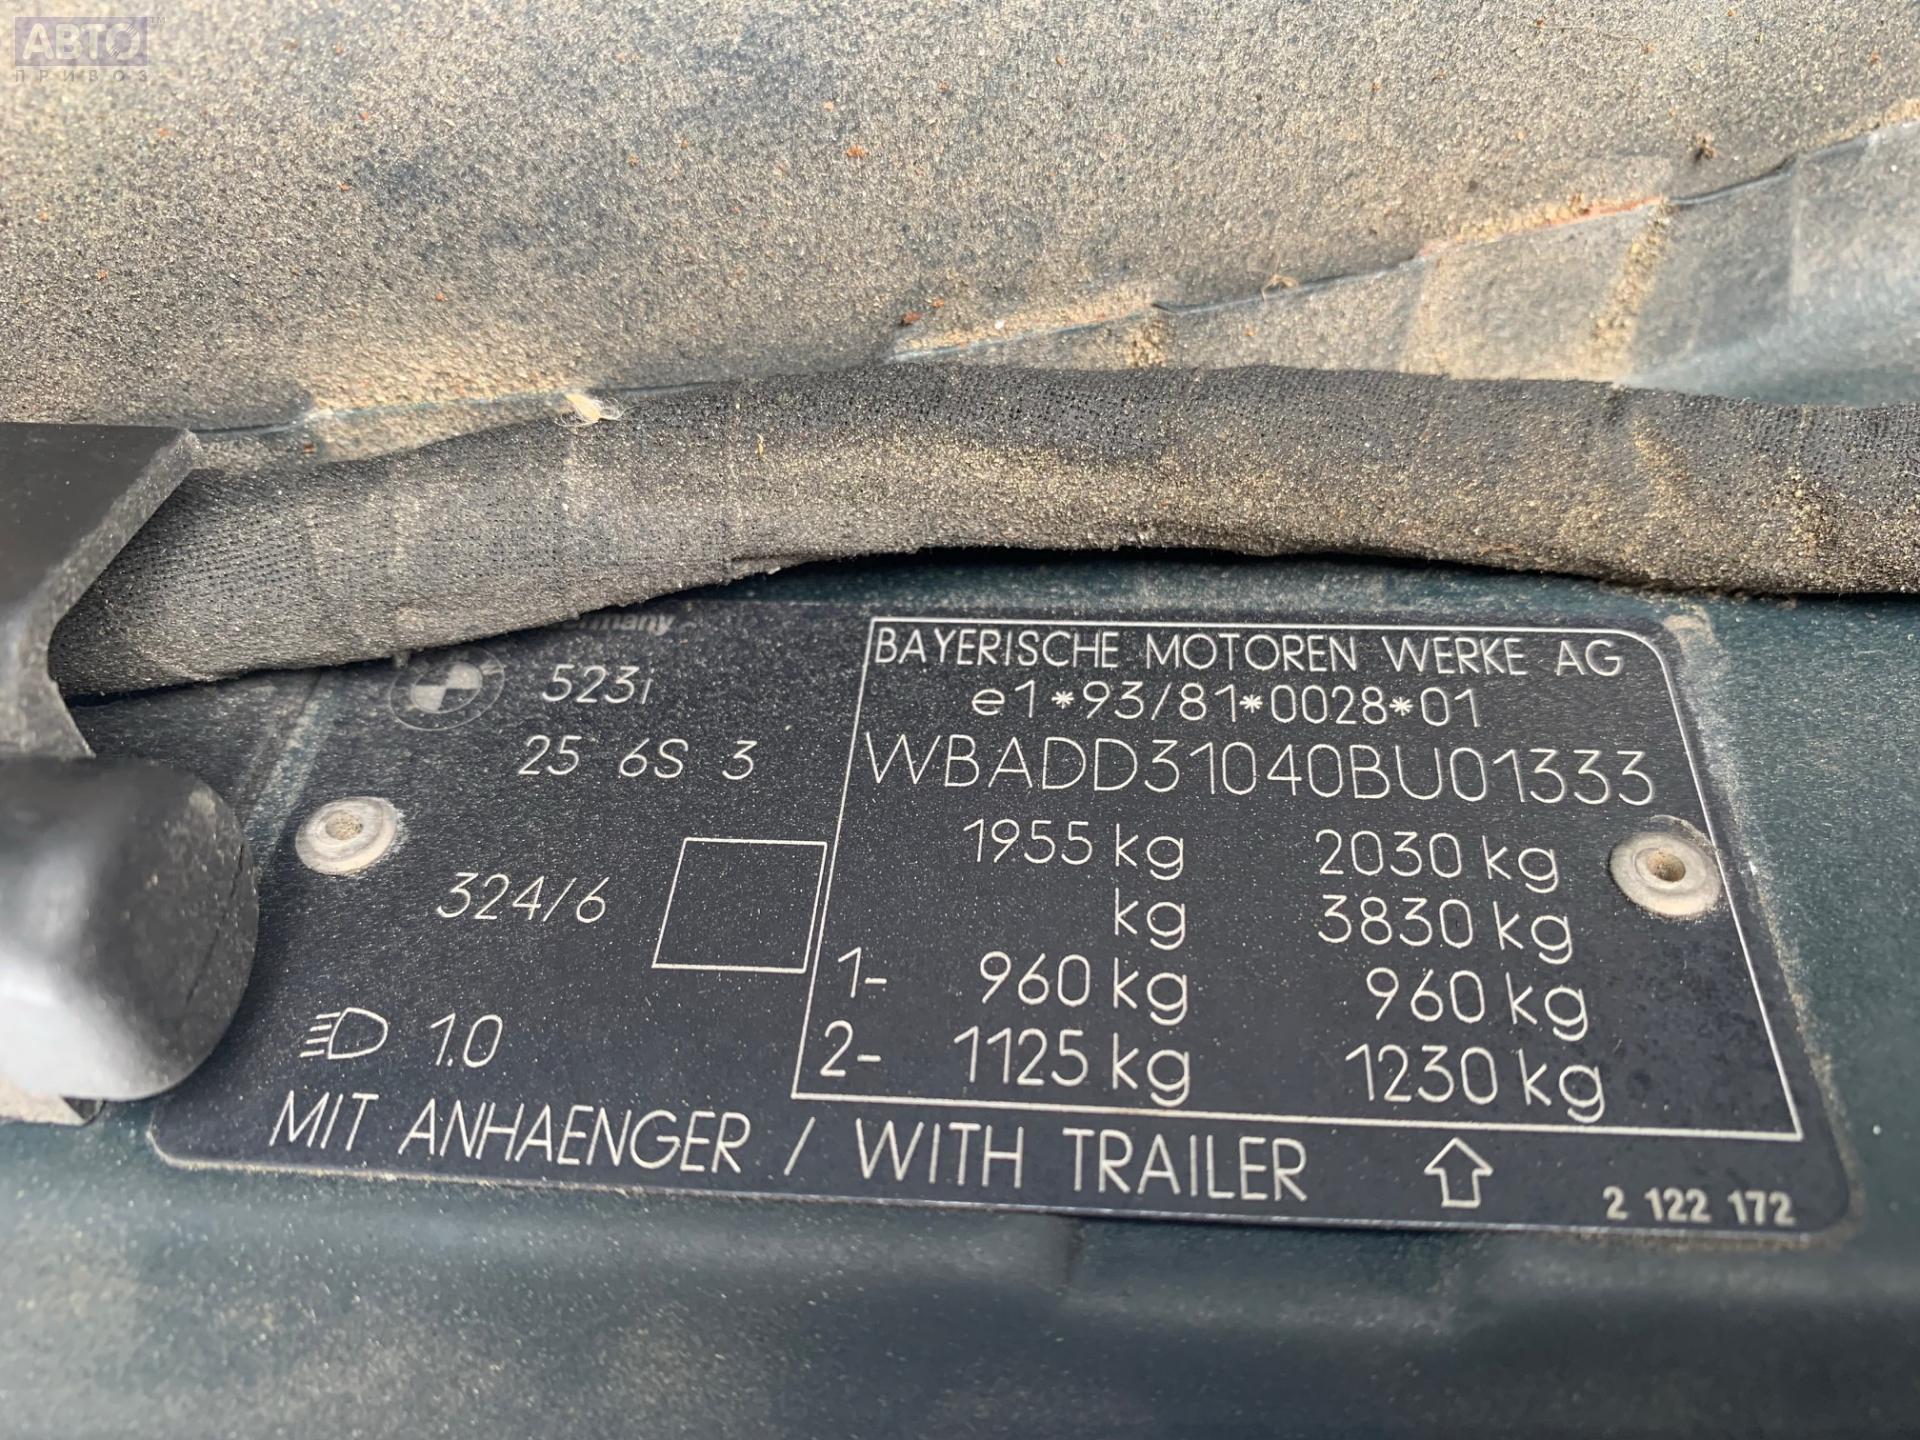 АВТО
ПРИВОЗ
TM
523i
25 6S 3
324/6
1.0
BAYERISCHE MOTOREN WERKE AG
e1*93/81*0028*01
WBADD31040BU01333
1955 kg 2030 kg
kg 3830 kg
1- 960 kg 960 kg
2- 1125 kg 1230 kg
MIT ANHAENGER / WITH TRAILER
2 122 172